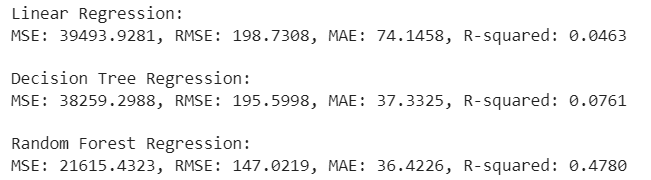 Linear Regression:
MSE: 39493.9281, RMSE: 198.7308, MAE: 74.1458, R-squared: 0.0463
Decision Tree Regression:
MSE: 38259.2988, RMSE: 195.5998, MAE: 37.3325, R-squared: 0.0761
Random Forest Regression:
MSE: 21615.4323, RMSE: 147.0219, MAE: 36.4226, R-squared: 0.4780